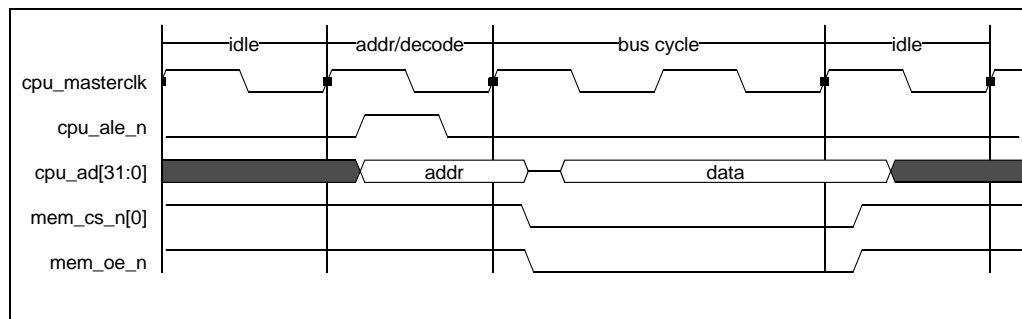 idle addr/decode bus cycle idle
cpu_masterclk
cpu_ale_n
cpu_ad[31:0] addr data
mem_cs_n[0]
mem_oe_n